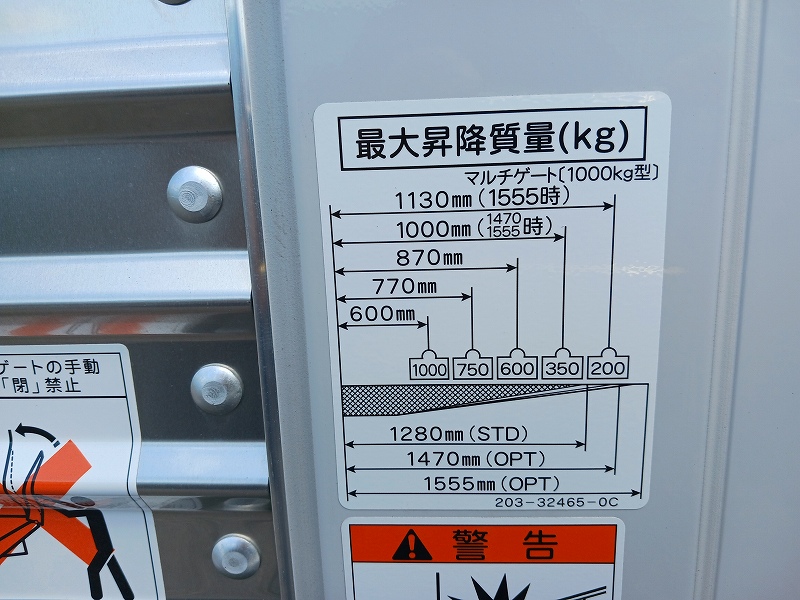 最大昇降質量(kg)
マルチゲート〔1000kg型〕
1130mm(1555時)
1000mm(1470/1555時)
870mm
770mm
600mm
1000 750 600 350 200
1280mm(STD)
1470mm(OPT)
1555mm(OPT)
203-32465-0C
ゲートの手動
「閉」禁止
警告